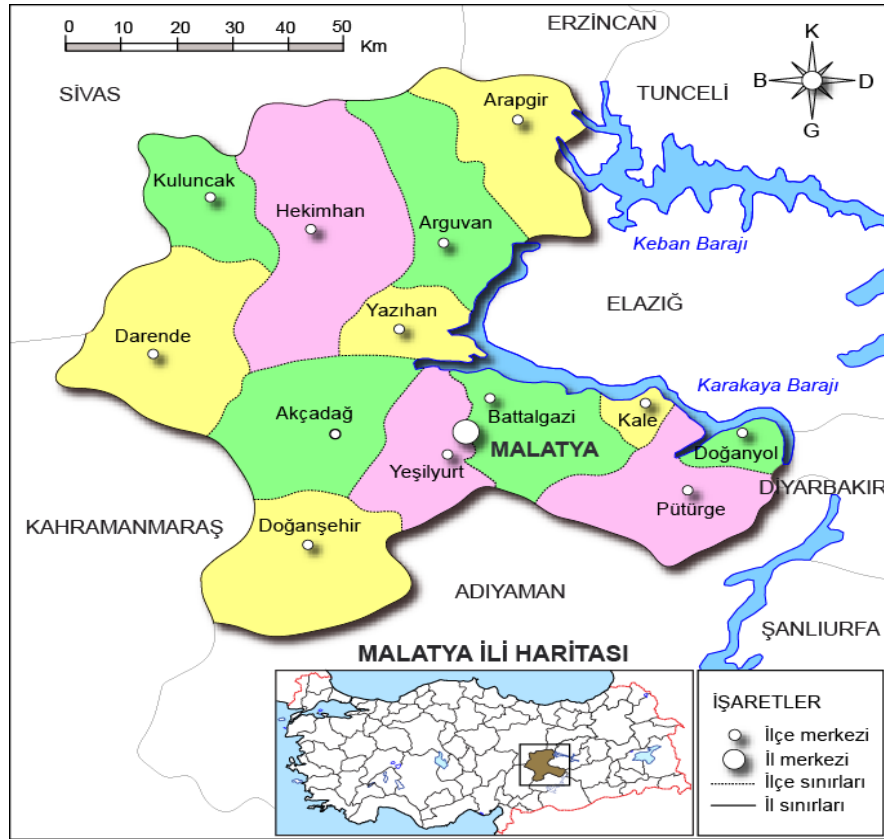 0 10 20 30 40 50
Km
ERZİNCAN
K
B D
G
SİVAS
TUNCELİ
Arapgir
Kuluncak
Hekimhan
Arguvan
Keban Barajı
ELAZIĞ
Yazıhan
Darende
Karakaya Barajı
Akçadağ
Battalgazi
Kale
MALATYA
Doğanyol
Yeşilyurt
DİYARBAKIR
Pütürge
KAHRAMANMARAŞ
Doğanşehir
ADIYAMAN
ŞANLIURFA
MALATYA İLİ HARİTASI
İŞARETLER
İlçe merkezi
İl merkezi
İlçe sınırları
İl sınırları